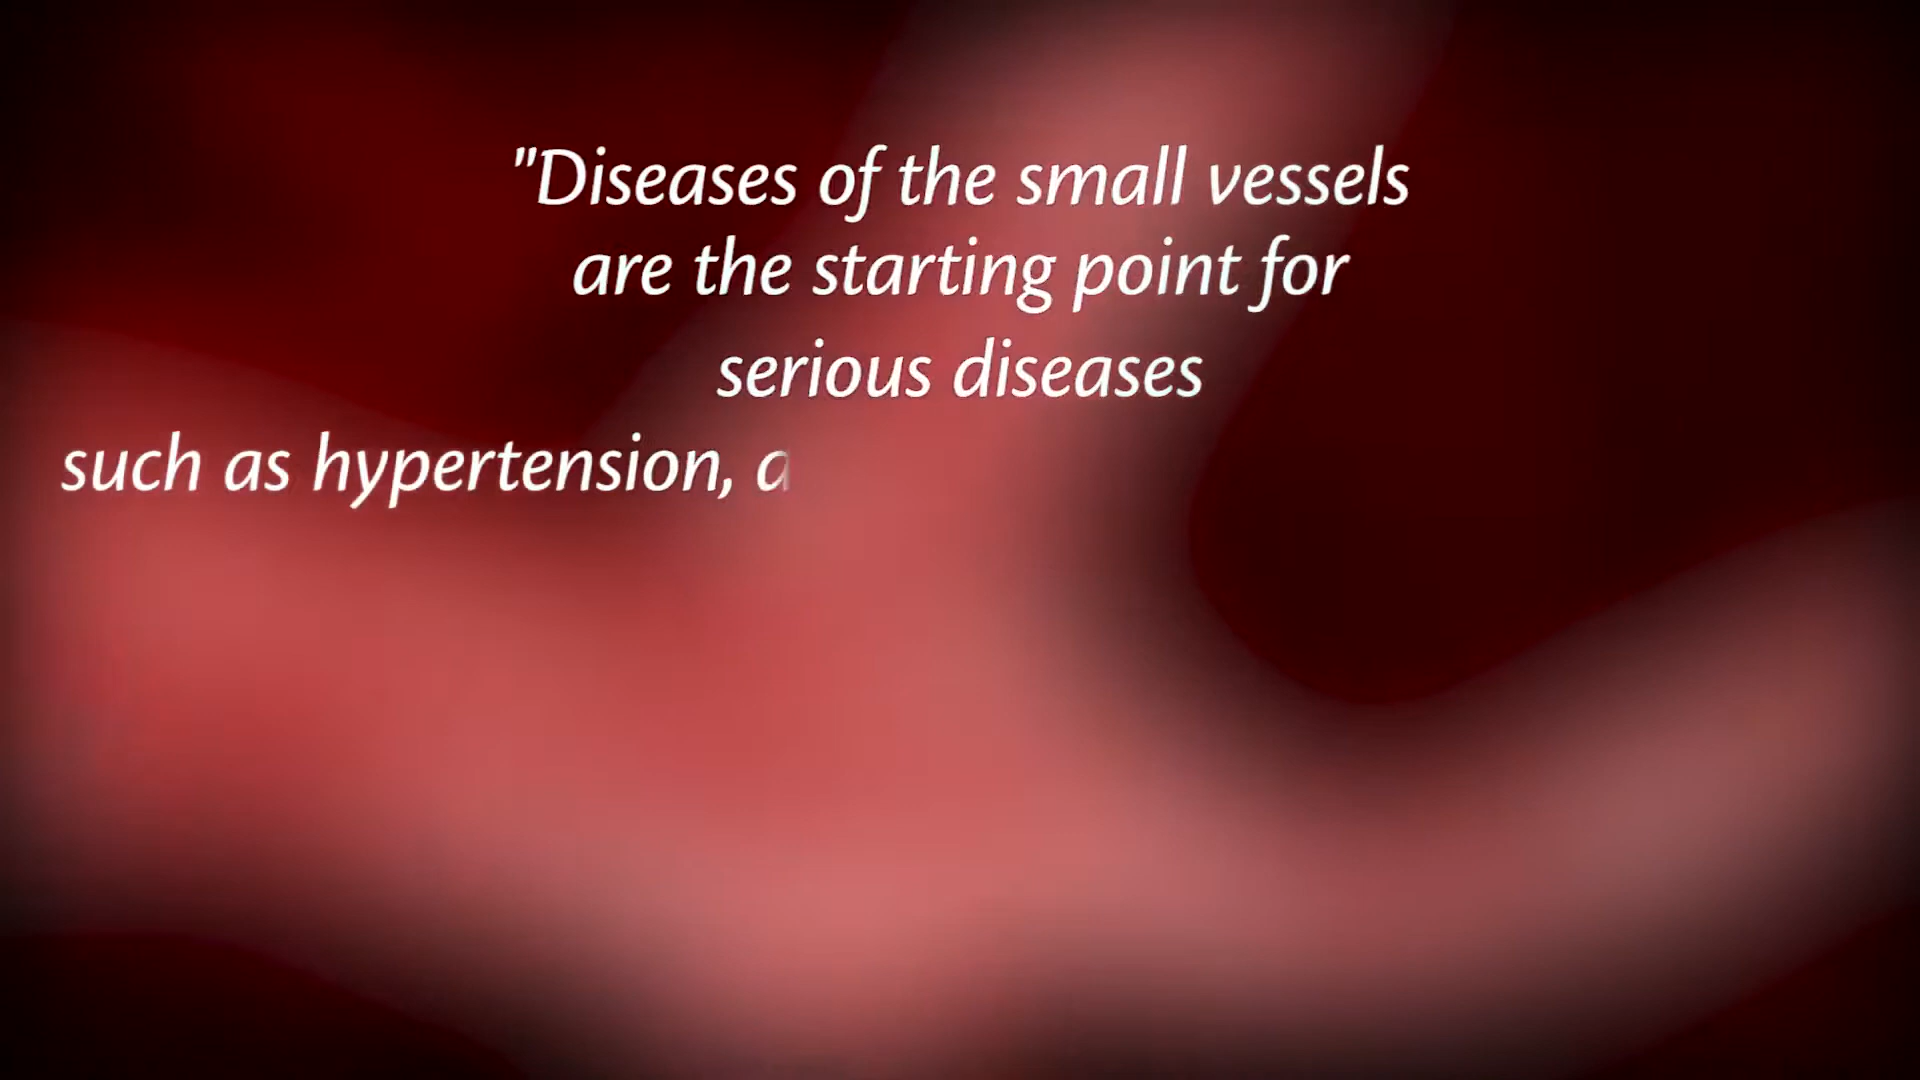 "Diseases of the small vessels
are the starting point for
serious diseases
such as hypertension,